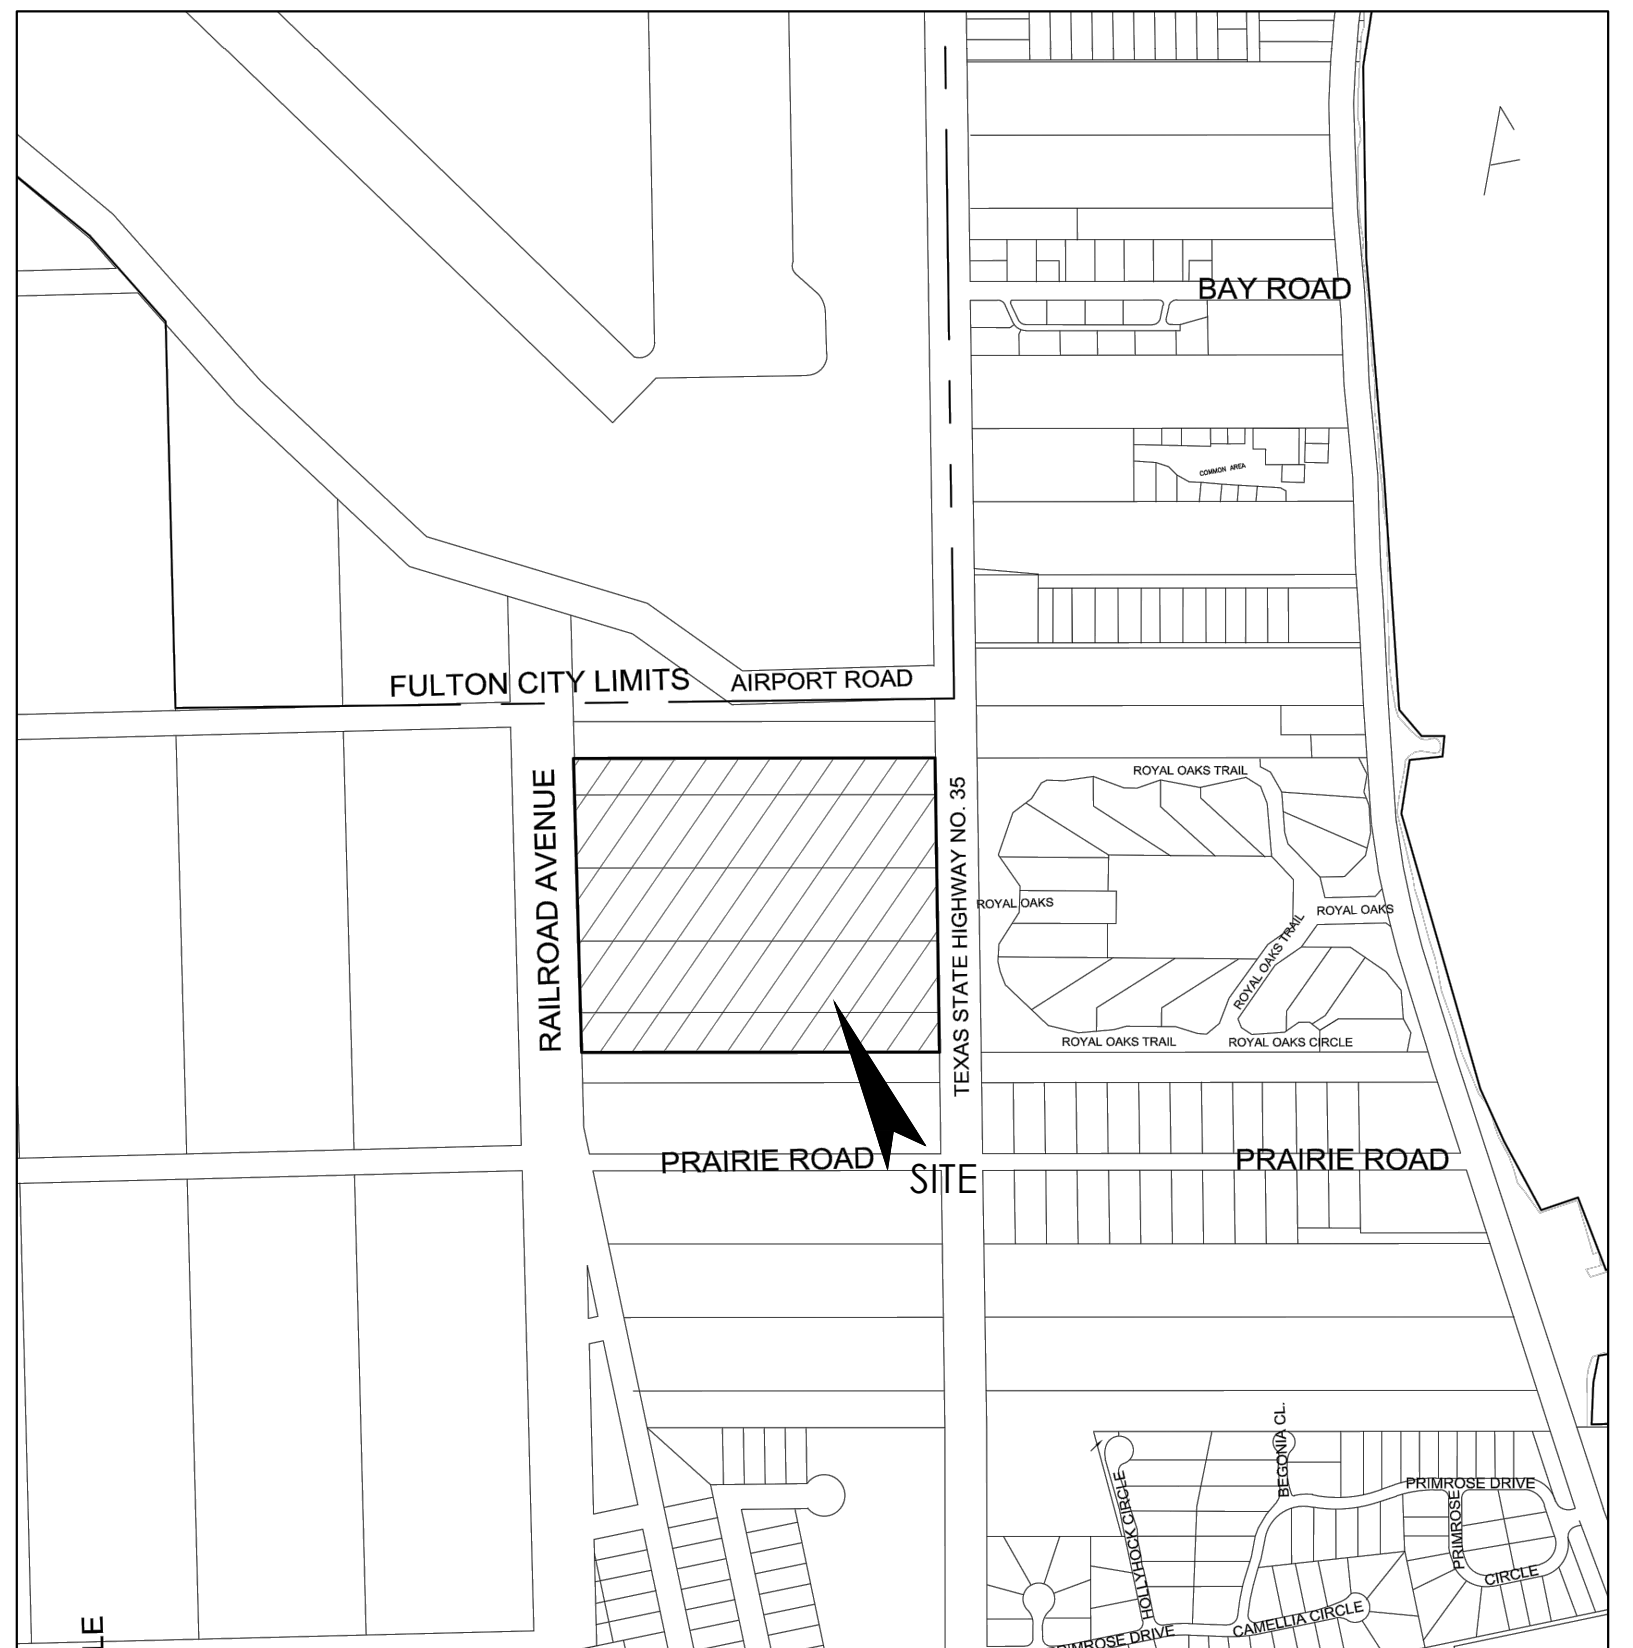 BAY ROAD
COMMON AREA
FULTON CITY LIMITS
AIRPORT ROAD
RAILROAD AVENUE
TEXAS STATE HIGHWAY NO. 35
ROYAL OAKS TRAIL
ROYAL OAKS
ROYAL OAKS
ROYAL OAKS TRAIL
ROYAL OAKS TRAIL
ROYAL OAKS CIRCLE
PRAIRIE ROAD
PRAIRIE ROAD
SITE
BEGONIA CL.
HOLLYHOCK CIRCLE
PRIMROSE DRIVE
PRIMROSE
CIRCLE
CAMELLIA CIRCLE
DRIVE